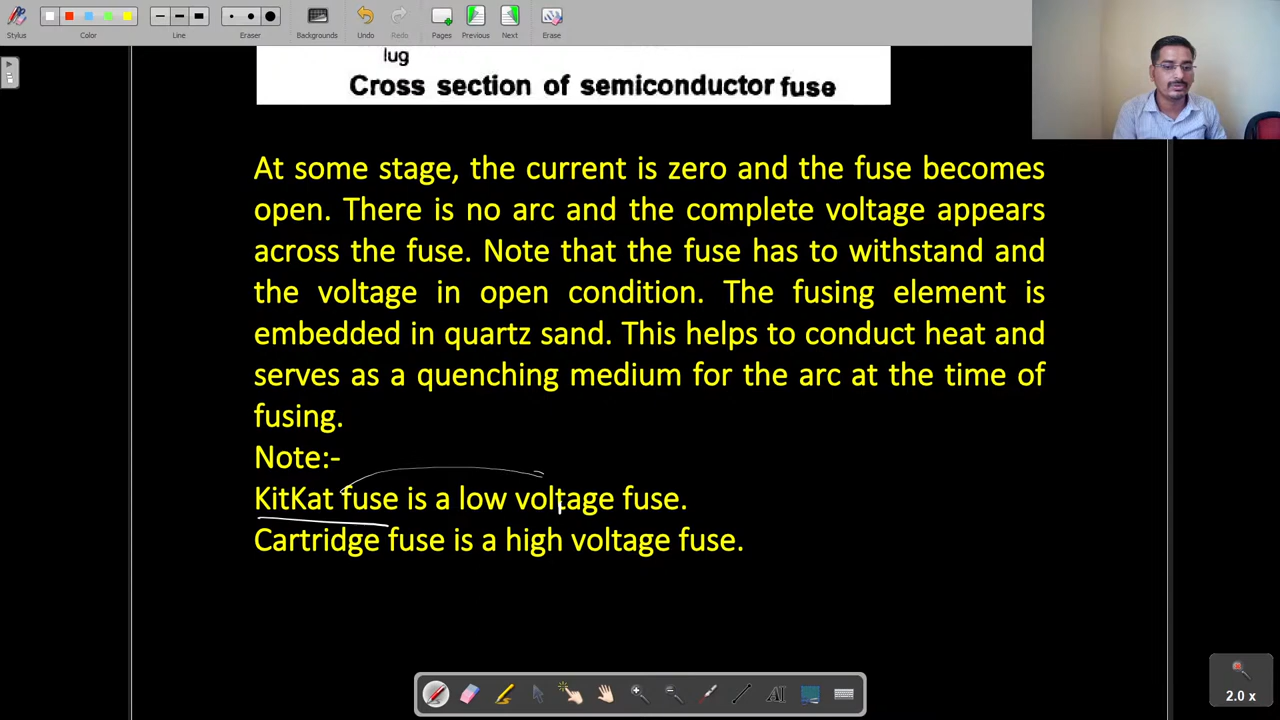 Stylus
Color
Line
Eraser
Backgrounds
Undo
Redo
Pages
Previous
Next
Erase
lug
Cross section of semiconductor fuse
At some stage, the current is zero and the fuse becomes
open. There is no arc and the complete voltage appears
across the fuse. Note that the fuse has to withstand and
the voltage in open condition. The fusing element is
embedded in quartz sand. This helps to conduct heat and
serves as a quenching medium for the arc at the time of
fusing.
Note:-
KitKat fuse is a low voltage fuse.
Cartridge fuse is a high voltage fuse.
AI
2.0 x